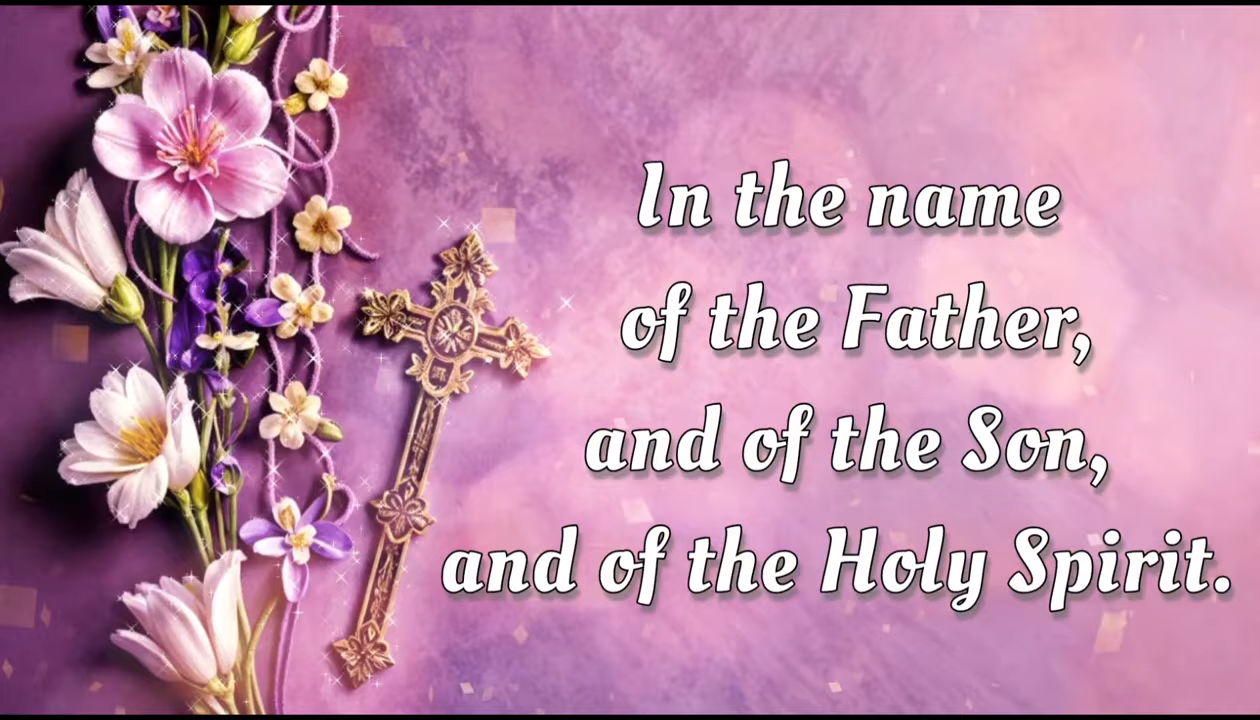 In the name
of the Father,
and of the Son,
and of the Holy Spirit.